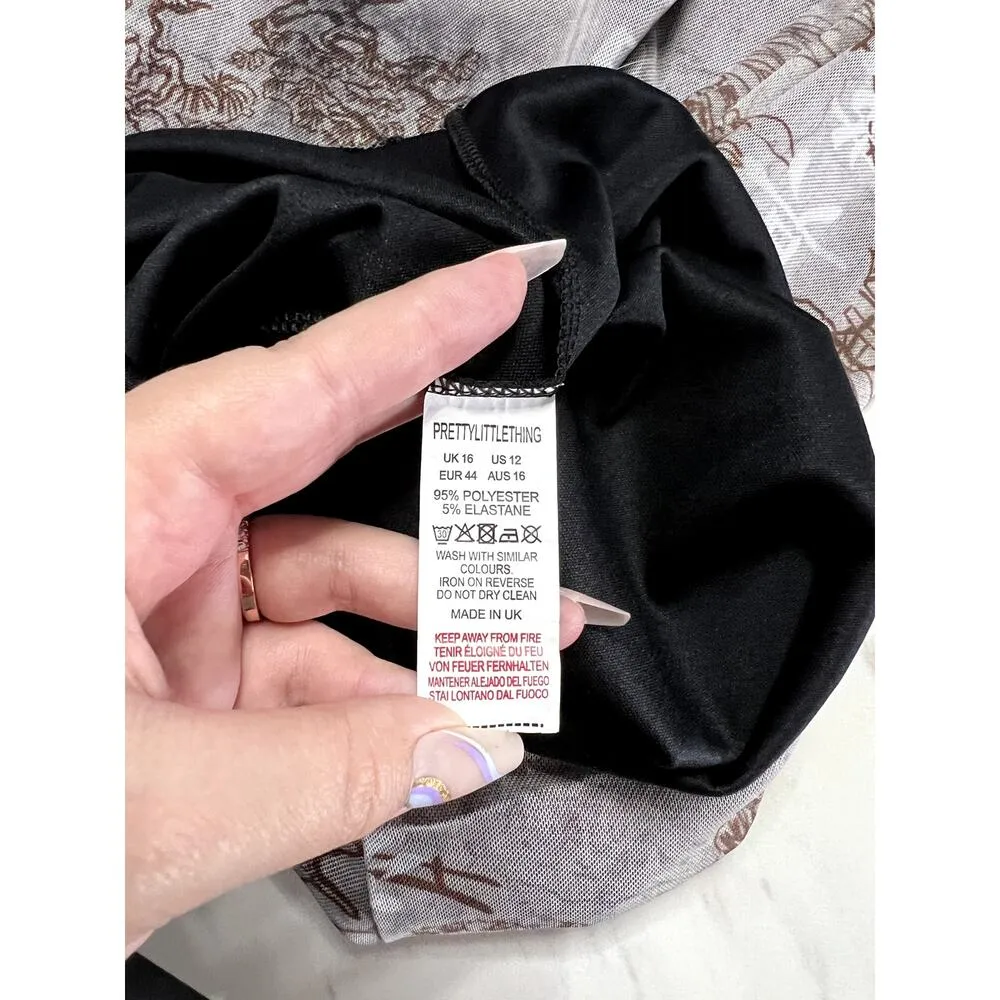 PRETTYLITTLETHING
UK 16 US 12
EUR 44 AUS 16
95% POLYESTER
5% ELASTANE
30
WASH WITH SIMILAR
COLOURS.
IRON ON REVERSE
DO NOT DRY CLEAN
MADE IN UK
KEEP AWAY FROM FIRE
TENIR ÉLOIGNÉ DU FEU
VON FEUER FERNHALTEN
MANTENER ALEJADO DEL FUEGO
STAI LONTANO DAL FUOCO